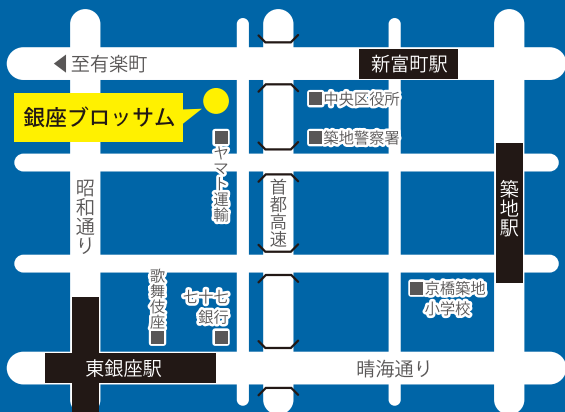 至有楽町
新富町駅
銀座ブロッサム
中央区役所
築地警察署
ヤマト運輸
昭和通り
首都高速
築地駅
歌舞伎座
七十七
銀行
京橋築地
小学校
東銀座駅
晴海通り